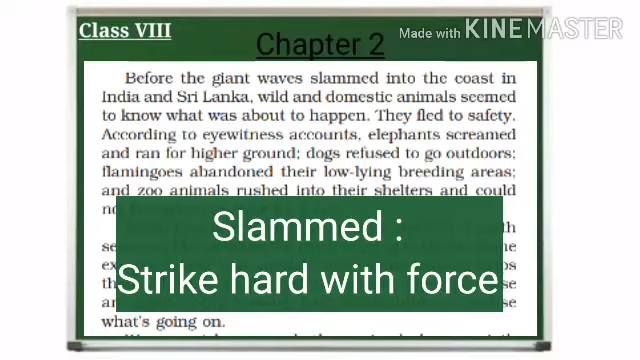 Class VIII
Chapter 2
Made with KINEMASTER
Before the giant waves slammed into the coast in
India and Sri Lanka, wild and domestic animals seemed
to know what was about to happen. They fled to safety.
According to eyewitness accounts, elephants screamed
and ran for higher ground; dogs refused to go outdoors;
flamingoes abandoned their low-lying breeding areas;
and zoo animals rushed into their shelters and could
Slammed :
Strike hard with force
what's going on.